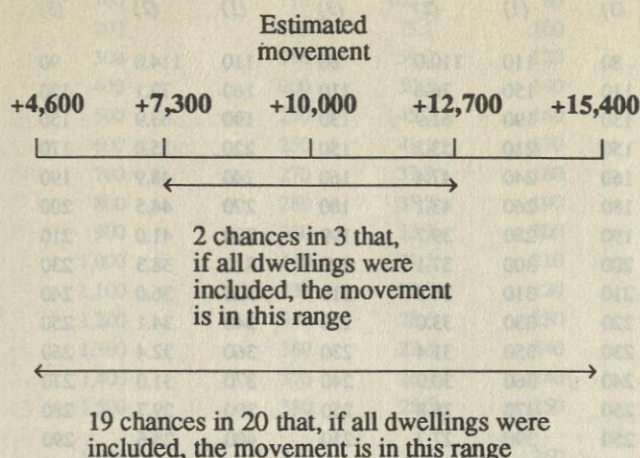 Estimated
movement
+4,600 +7,300 +10,000 +12,700 +15,400
2 chances in 3 that,
if all dwellings were
included, the movement
is in this range
19 chances in 20 that, if all dwellings were
included, the movement is in this range